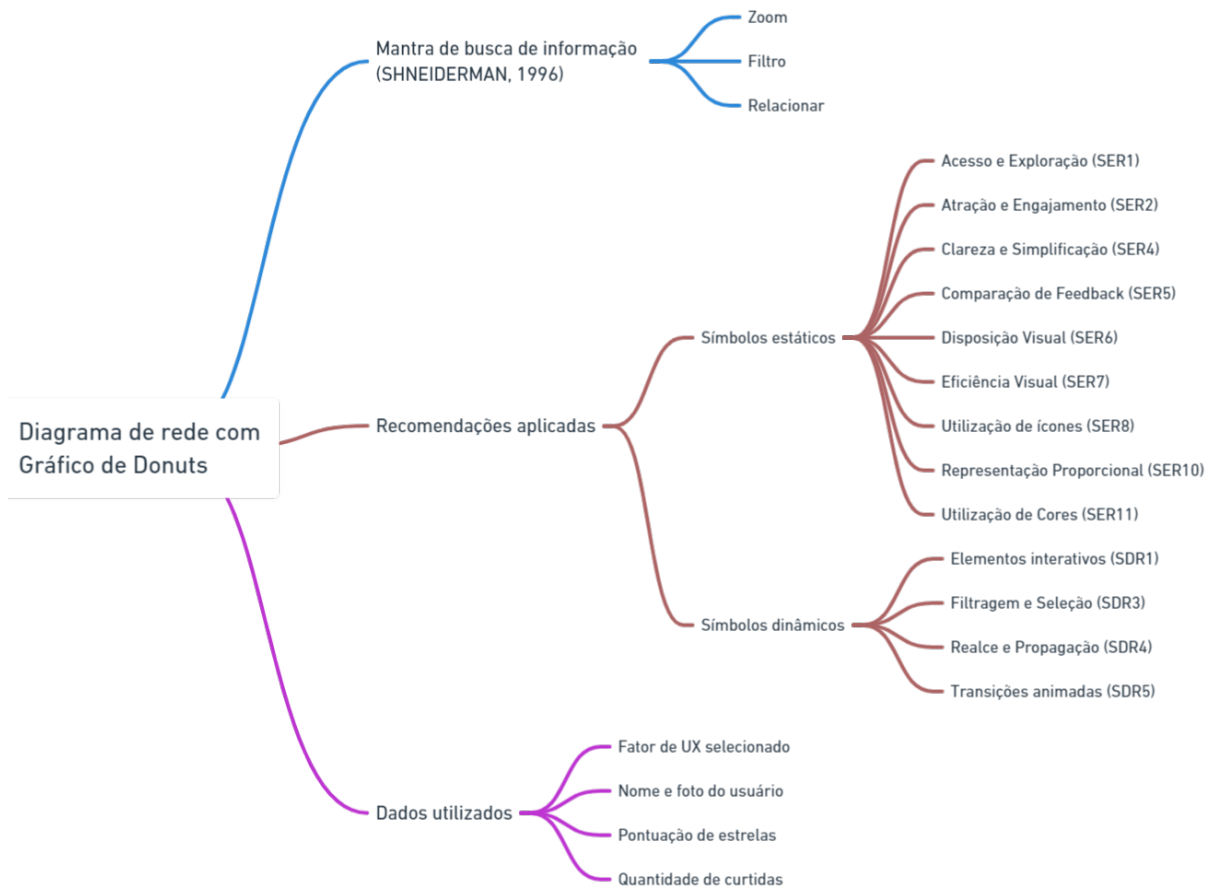 Diagrama de rede com
Gráfico de Donuts
Mantra de busca de informação
(SHNEIDERMAN, 1996)
Zoom
Filtro
Relacionar
Recomendações aplicadas
Símbolos estáticos
Acesso e Exploração (SER1)
Atração e Engajamento (SER2)
Clareza e Simplificação (SER4)
Comparação de Feedback (SER5)
Disposição Visual (SER6)
Eficiência Visual (SER7)
Utilização de ícones (SER8)
Representação Proporcional (SER10)
Utilização de Cores (SER11)
Símbolos dinâmicos
Elementos interativos (SDR1)
Filtragem e Seleção (SDR3)
Realce e Propagação (SDR4)
Transições animadas (SDR5)
Dados utilizados
Fator de UX selecionado
Nome e foto do usuário
Pontuação de estrelas
Quantidade de curtidas